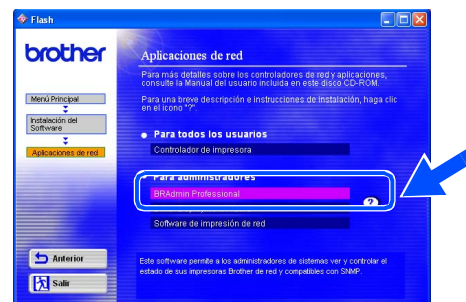 Flash
brother
Aplicaciones de red
Para más detalles sobre los controladores de red y aplicaciones,
consulte la Manual del usuario incluida en este disco CD-ROM.
Para una breve descripción e instrucciones de instalación, haga clic
en el icono "?".
Menú Principal
Instalación del
Software
Aplicaciones de red
Para todos los usuarios
Controlador de impresora
Para administradores
BRAdmin Professional
?
Software de impresión de red
Este software permite a los administradores de sistemas ver y controlar el
estado de sus impresoras Brother de red y compatibles con SNMP.
Anterior
Salir